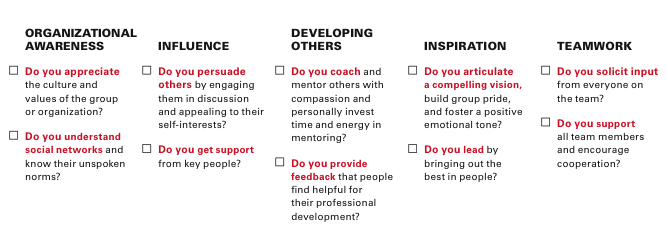 ORGANIZATIONAL
AWARENESS
Do you appreciate
the culture and
values of the group
or organization?
Do you understand
social networks and
know their unspoken
norms?
INFLUENCE
Do you persuade
others by engaging
them in discussion
and appealing to their
self-interests?
Do you get support
from key people?
DEVELOPING
OTHERS
Do you coach and
mentor others with
compassion and
personally invest
time and energy in
mentoring?
Do you provide
feedback that people
find helpful for
their professional
development?
INSPIRATION
Do you articulate
a compelling vision,
build group pride,
and foster a positive
emotional tone?
Do you lead by
bringing out the
best in people?
TEAMWORK
Do you solicit input
from everyone on
the team?
Do you support
all team members
and encourage
cooperation?